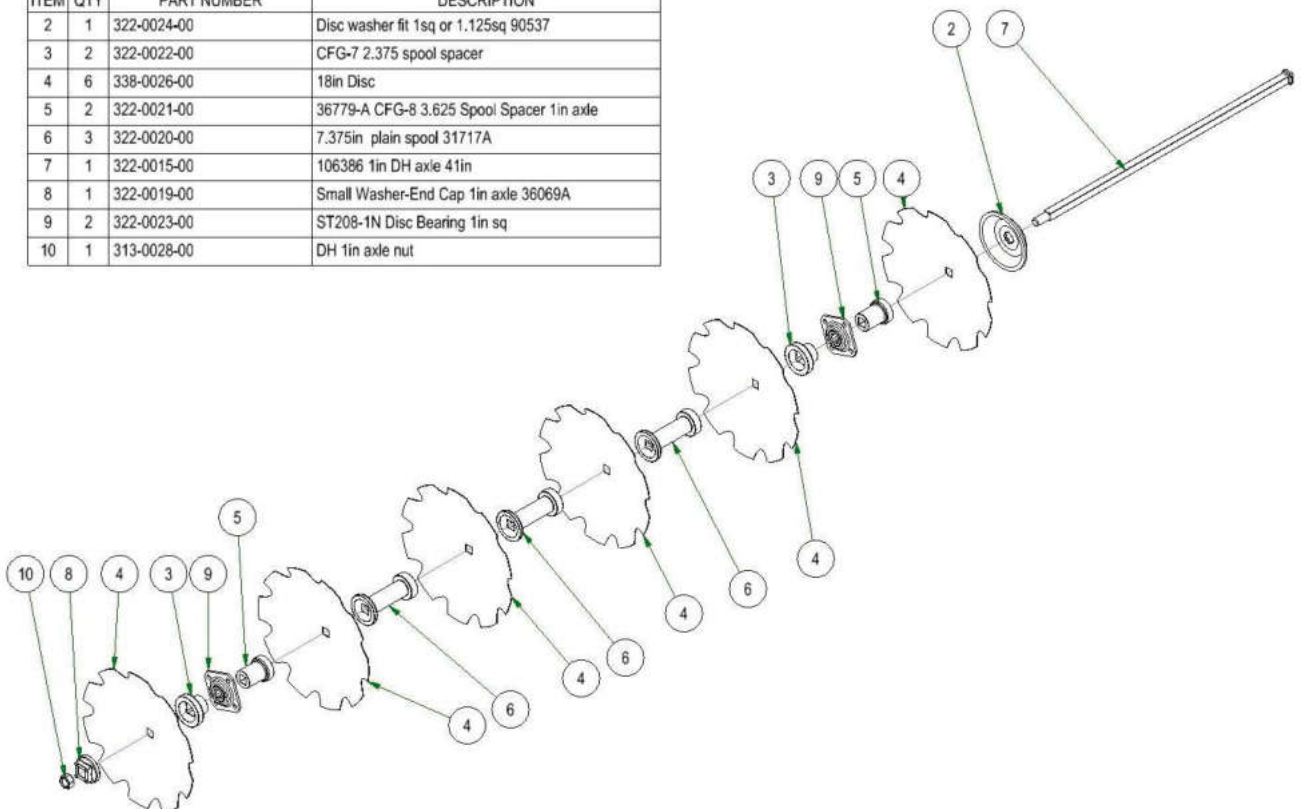 ITEM QTY PART NUMBER DESCRIPTION
2 1 322-0024-00 Disc washer fit 1sq or 1.125sq 90537
3 2 322-0022-00 CFG-7 2.375 spool spacer
4 6 338-0026-00 18in Disc
5 2 322-0021-00 36779-A CFG-8 3.625 Spool Spacer 1in axle
6 3 322-0020-00 7.375in plain spool 31717A
7 1 322-0015-00 106386 1in DH axle 41in
8 1 322-0019-00 Small Washer-End Cap 1in axle 36069A
9 2 322-0023-00 ST208-1N Disc Bearing 1in sq
10 1 313-0028-00 DH 1in axle nut
2 7
3 9 5 4
4
6
4
5
6
10 8 4 3 9
4
6
4